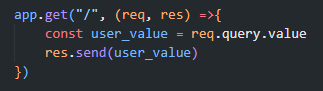 app.get("/", (req, res) =>{
    const user_value = req.query.value
    res.send(user_value)
})